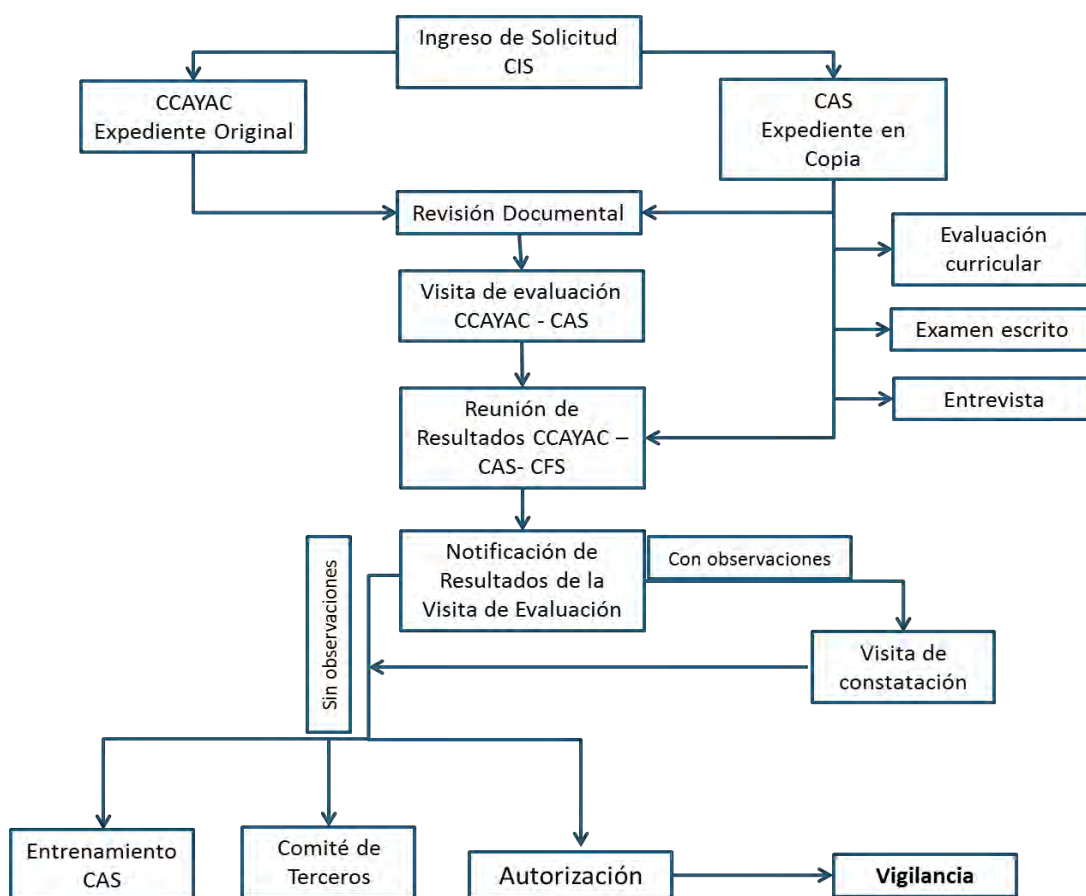 Ingreso de Solicitud
CIS
CCAYAC
Expediente Original
CAS
Expediente en
Copia
Revisión Documental
Evaluación
curricular
Visita de evaluación
CCAYAC - CAS
Examen escrito
Entrevista
Reunión de
Resultados CCAYAC –
CAS- CFS
Notificación de
Resultados de la
Visita de Evaluación
Con observaciones
Sin observaciones
Visita de
constatación
Entrenamiento
CAS
Comité de
Terceros
Autorización
Vigilancia